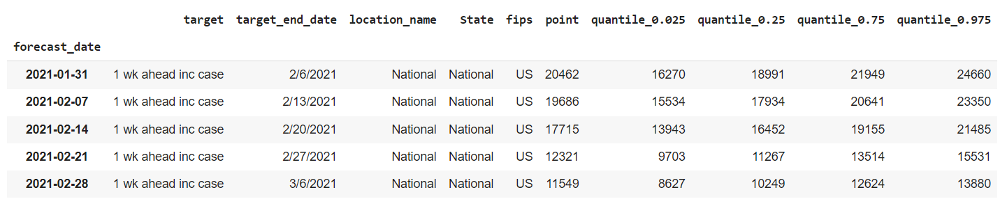 target target_end_date location_name State fips point quantile_0.025 quantile_0.25 quantile_0.75 quantile_0.975
forecast_date
2021-01-31 1 wk ahead inc case 2/6/2021 National National US 20462 16270 18991 21949 24660
2021-02-07 1 wk ahead inc case 2/13/2021 National National US 19686 15534 17934 20641 23350
2021-02-14 1 wk ahead inc case 2/20/2021 National National US 17715 13943 16452 19155 21485
2021-02-21 1 wk ahead inc case 2/27/2021 National National US 12321 9703 11267 13514 15531
2021-02-28 1 wk ahead inc case 3/6/2021 National National US 11549 8627 10249 12624 13880